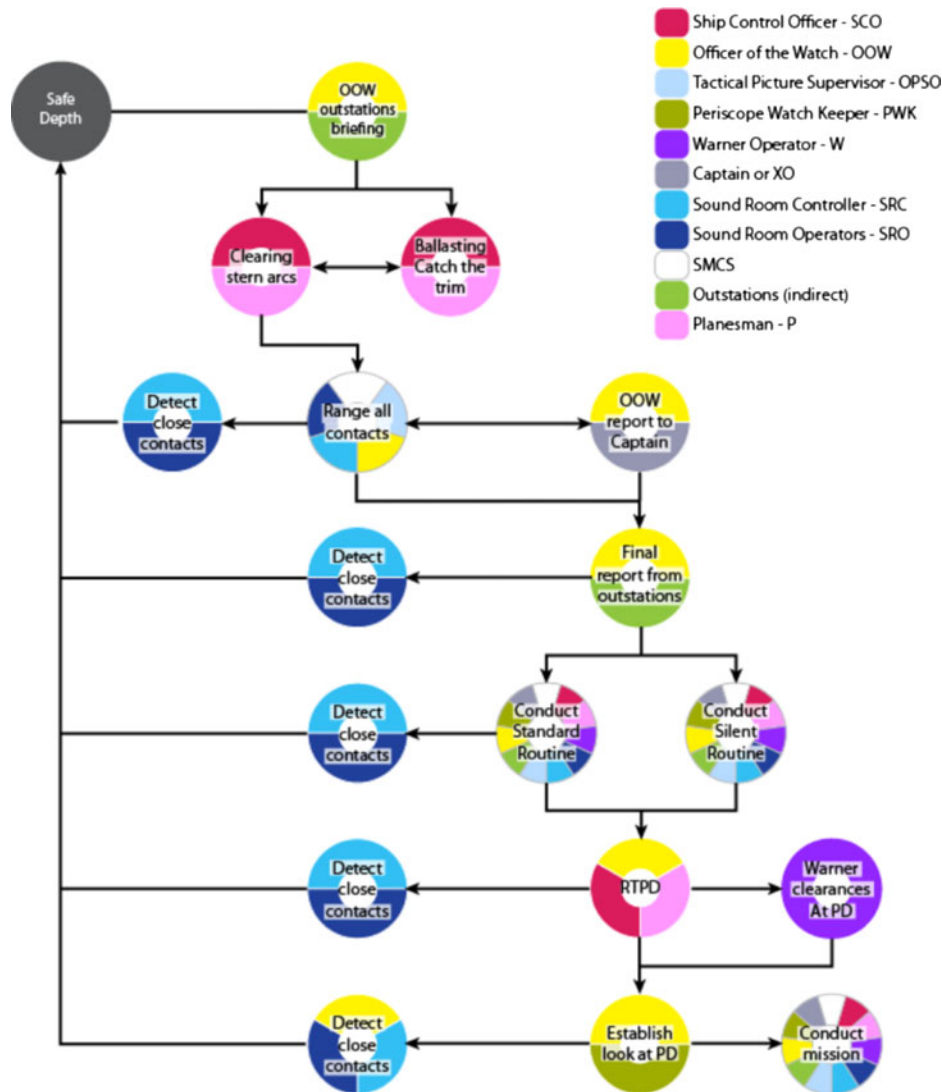 Ship Control Officer - SCO
Officer of the Watch - OOW
Tactical Picture Supervisor - OPSO
Periscope Watch Keeper - PWK
Warner Operator - W
Captain or XO
Sound Room Controller - SRC
Sound Room Operators - SRO
SMCS
Outstations (indirect)
Planesman - P
Safe
Depth
OOW
outstations
briefing
Clearing
stern arcs
Ballasting
Catch the
trim
Detect
close
contacts
Range all
contacts
OOW
report to
Captain
Detect
close
contacts
Final
report from
outstations
Detect
close
contacts
Conduct
Standard
Routine
Conduct
Silent
Routine
Detect
close
contacts
RTPD
Warner
clearances
At PD
Detect
close
contacts
Establish
look at PD
Conduct
mission